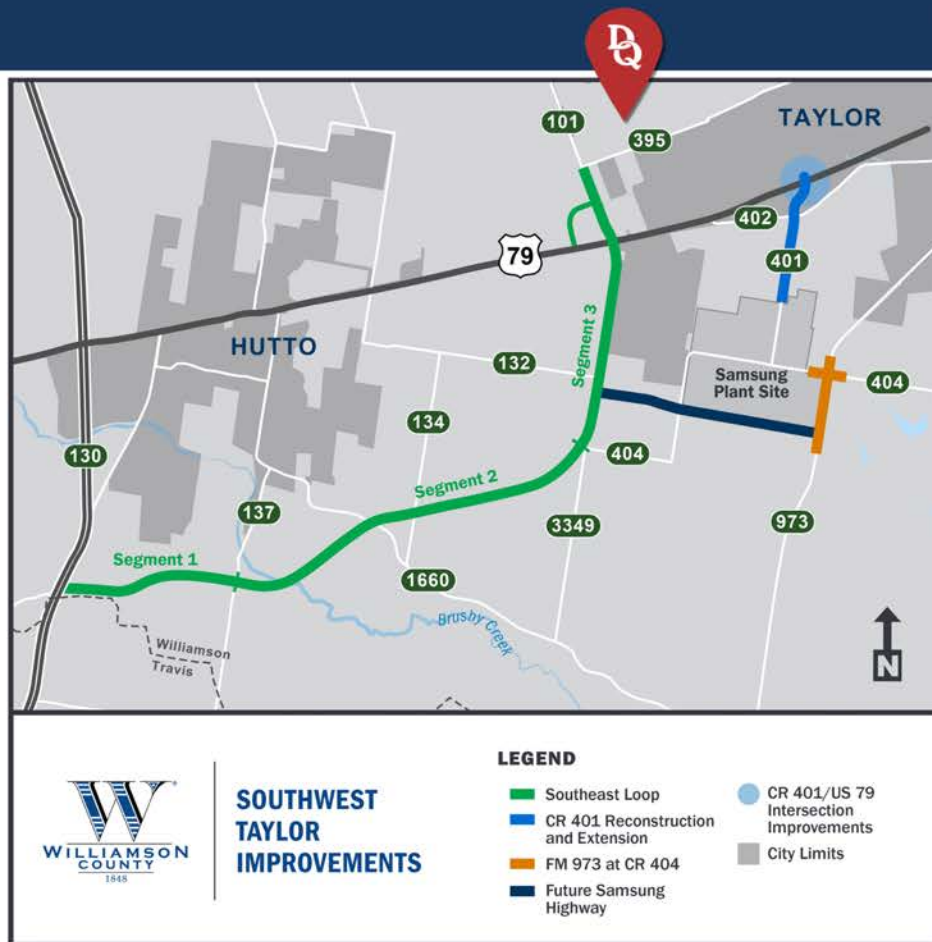 DQ
101
395
TAYLOR
402
79
401
HUTTO
Segment 3
132
Samsung
Plant Site
404
134
130
404
Segment 2
137
3349
973
Segment 1
1660
Brushy Creek
Williamson
Travis
N
W
WILLIAMSON
COUNTY
1848
SOUTHWEST
TAYLOR
IMPROVEMENTS
LEGEND
Southeast Loop
CR 401 Reconstruction
and Extension
FM 973 at CR 404
Future Samsung
Highway
CR 401/US 79
Intersection
Improvements
City Limits